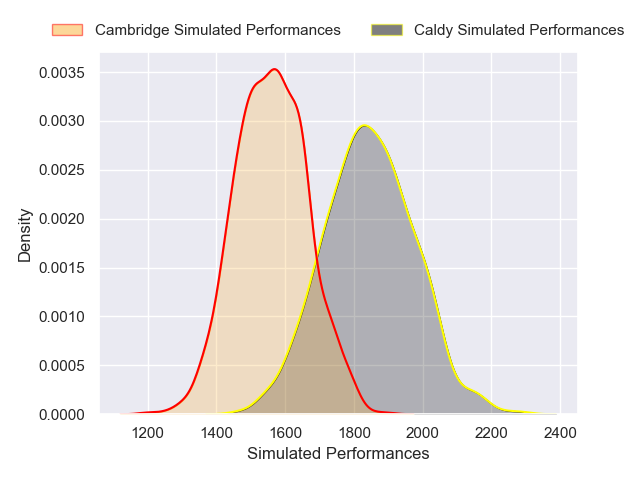 Cambridge Simulated Performances Caldy Simulated Performances
0.0035
0.0030
0.0025
0.0020
0.0015
0.0010
0.0005
0.0000
Density
1200 1400 1600 1800 2000 2200 2400
Simulated Performances